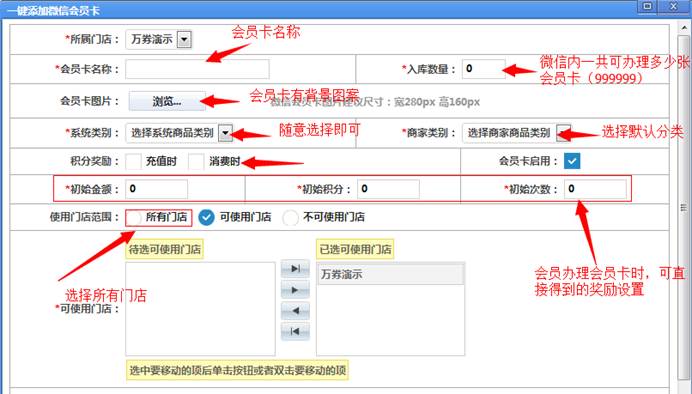 一键添加微信会员卡
会员卡名称
*所属门店： 万券演示
*会员卡名称： *入库数量： 0
微信内一共可办理多少张
会员卡（999999）
会员卡图片： 浏览... 会员卡有背景图案
微信会员卡图片建议尺寸：宽280px 高160px
*系统类别： 选择系统商品类别 随意选择即可 *商家类别： 选择商家商品类别 选择默认分类
积分奖励： 充值时 消费时 会员卡启用：
*初始金额： 0 *初始积分： 0 *初始次数： 0
使用门店范围： 所有门店 可使用门店 不可使用门店
待选可使用门店 已选可使用门店
万券演示
会员办理会员卡时，可直
接得到的奖励设置
选择所有门店
*可使用门店：
选中要移动的项后单击按钮或者双击要移动的项